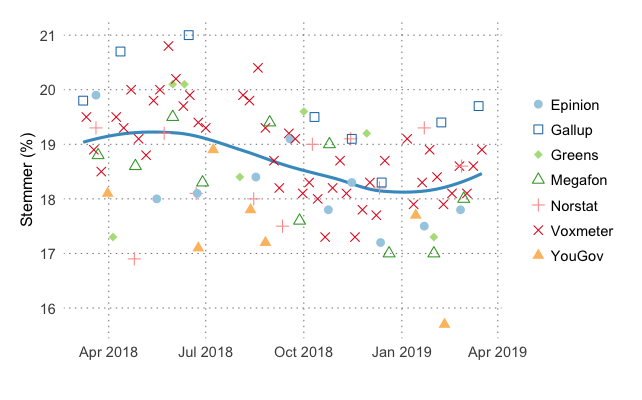 21
20
19
18
17
16
Stemmer (%)
Apr 2018 Jul 2018 Oct 2018 Jan 2019 Apr 2019
Epinion
Gallup
Greens
Megafon
Norstat
Voxmeter
YouGov